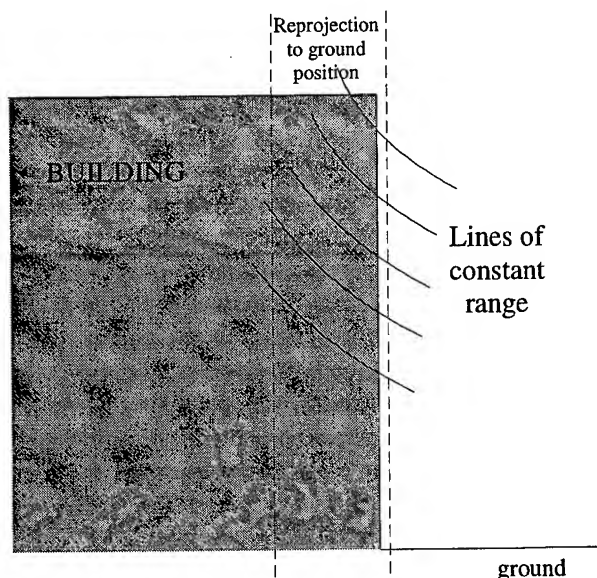 Reprojection
to ground
position
BUILDING
Lines of
constant
range
ground